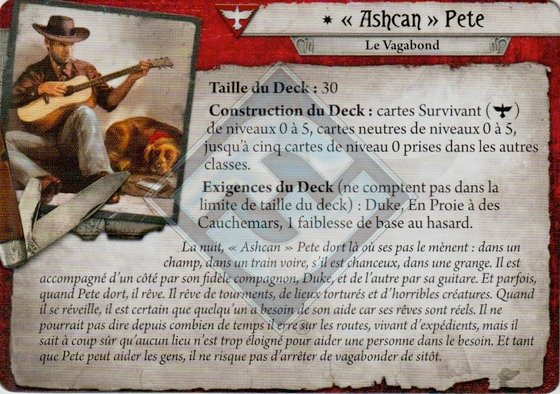 « Ashcan » Pete
Le Vagabond
Taille du Deck : 30
Construction du Deck : cartes Survivant ( )
de niveaux 0 à 5, cartes neutres de niveaux 0 à 5,
jusqu'à cinq cartes de niveau 0 prises dans les autres
classes.
Exigences du Deck (ne comptent pas dans la
limite de taille du deck) : Duke, En Proie à des
Cauchemars, 1 faiblesse de base au hasard.
La nuit, « Ashcan » Pete dort là où ses pas le mènent : dans un
champ, dans un train voire, s'il est chanceux, dans une grange. Il est
accompagné d'un côté par son fidèle compagnon, Duke, et de l'autre par sa guitare. Et parfois,
quand Pete dort, il rêve. Il rêve de tourments, de lieux torturés et d'horribles créatures. Quand
il se réveille, il est certain que quelqu'un a besoin de son aide car ses rêves sont réels. Il ne
pourrait pas dire depuis combien de temps il erre sur les routes, vivant d'expédients, mais il
sait à coup sûr qu'aucun lieu n'est trop éloigné pour aider une personne dans le besoin. Et tant
que Pete peut aider les gens, il ne risque pas d'arrêter de vagabonder de sitôt.